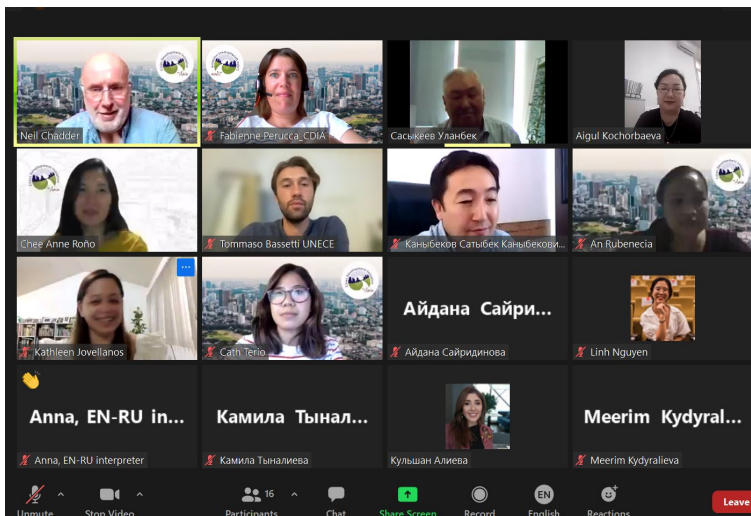 Neil Chadder
Fabienne Perucca_CDIA
Сасыкеев Уланбек
Aigul Kochorbaeva
Chee Anne Roño
Tommaso Bassetti UNECE
Каныбеков Сатыбек Каныбекови...
An Rubenecia
Kathleen Jovellanos
Cath Terio
Айдана Сайри...
Айдана Сайридинова
Linh Nguyen
Anna, EN-RU in...
Anna, EN-RU interpreter
Камила Тынал...
Камила Тыналиева
Кульшан Алиева
Meerim Kydyral...
Meerim Kydyralieva
Unmute
Stop Video
16
Participants
Chat
Share Screen
Record
EN
English
Reactions
Leave